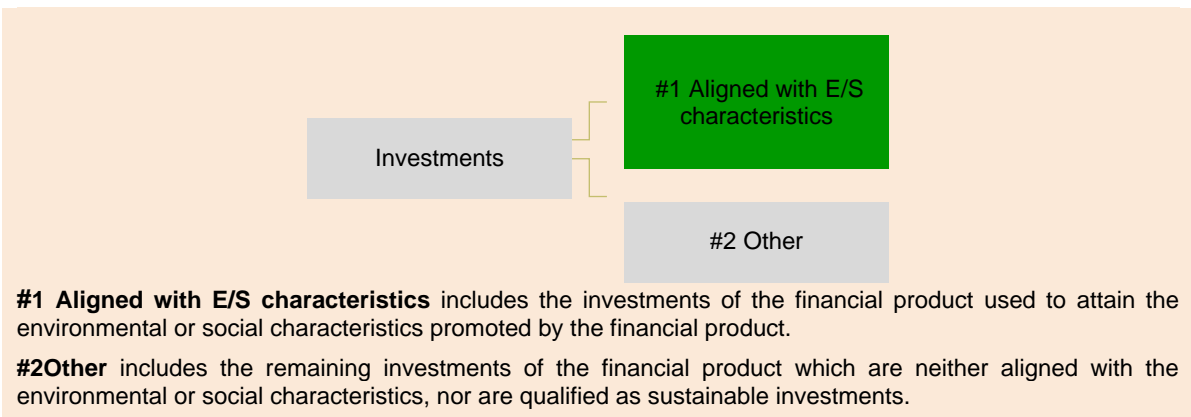 #1 Aligned with E/S
characteristics
Investments
#2 Other
#1 Aligned with E/S characteristics includes the investments of the financial product used to attain the
environmental or social characteristics promoted by the financial product.
#2Other includes the remaining investments of the financial product which are neither aligned with the
environmental or social characteristics, nor are qualified as sustainable investments.